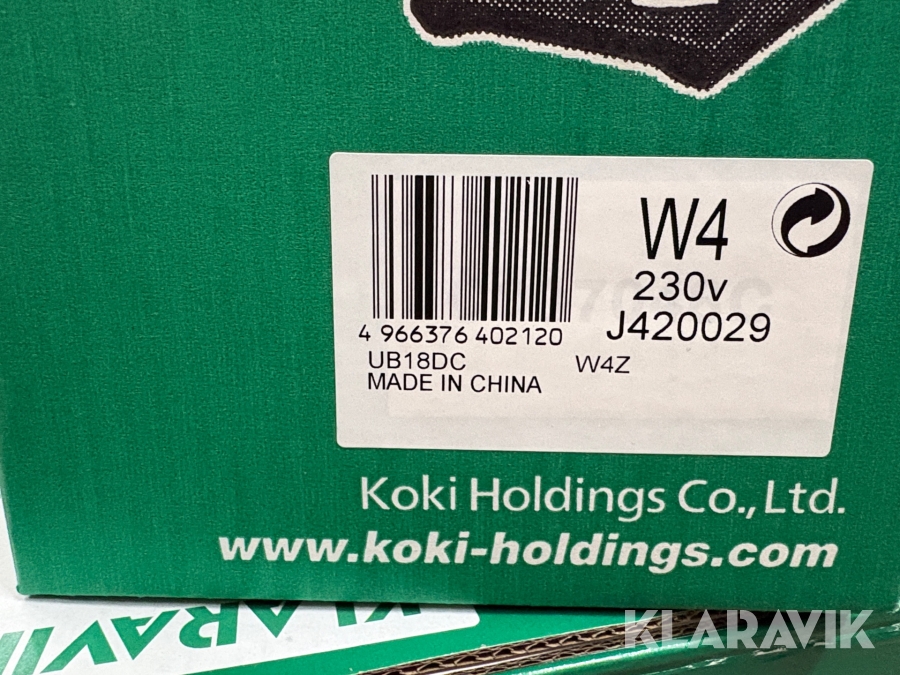 W4
230v
J420029
4 966376 402120
UB18DC W4Z
MADE IN CHINA
Koki Holdings Co., Ltd.
www.koki-holdings.com
KLARAVIK
KLARAVIK